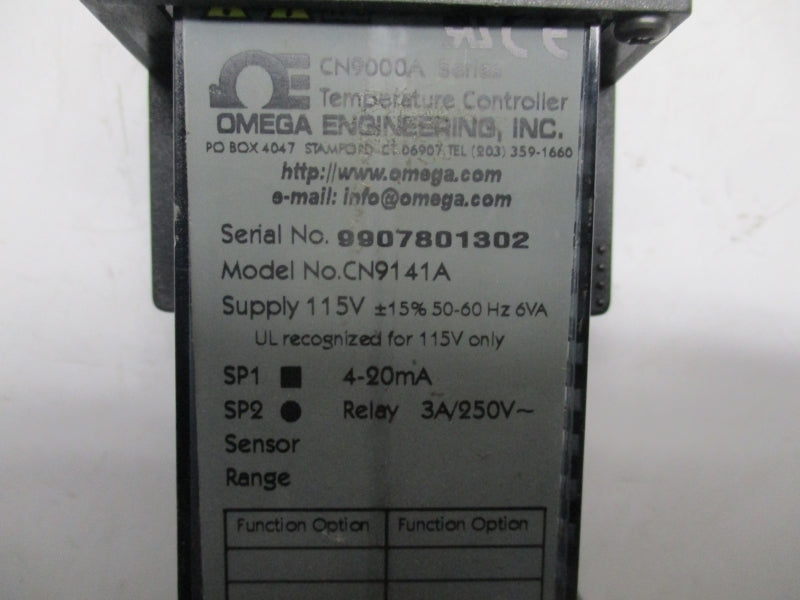 CN9000A Series
Temperature Controller
OMEGA ENGINEERING, INC.
PO BOX 4047 STAMFORD CT 06907 TEL (203) 359-1660
http://www.omega.com
e-mail: info@omega.com
Serial No. 9907801302
Model No.CN9141A
Supply 115V ±15% 50-60 Hz 6VA
UL recognized for 115V only
SP1 ■ 4-20mA
SP2 ● Relay 3A/250V~
Sensor
Range
Function Option Function Option